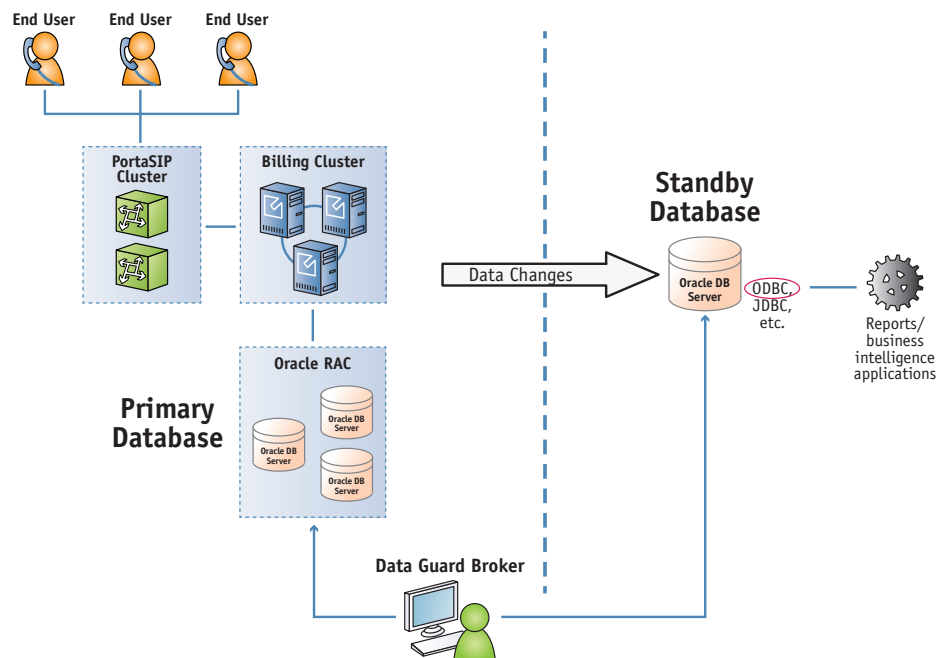 End User
End User
End User
PortaSIP
Cluster
Billing Cluster
Standby
Database
Data Changes
Oracle DB
Server
ODBC,
JDBC,
etc.
Reports/
business
intelligence
applications
Oracle RAC
Primary
Database
Oracle DB
Server
Oracle DB
Server
Oracle DB
Server
Data Guard Broker